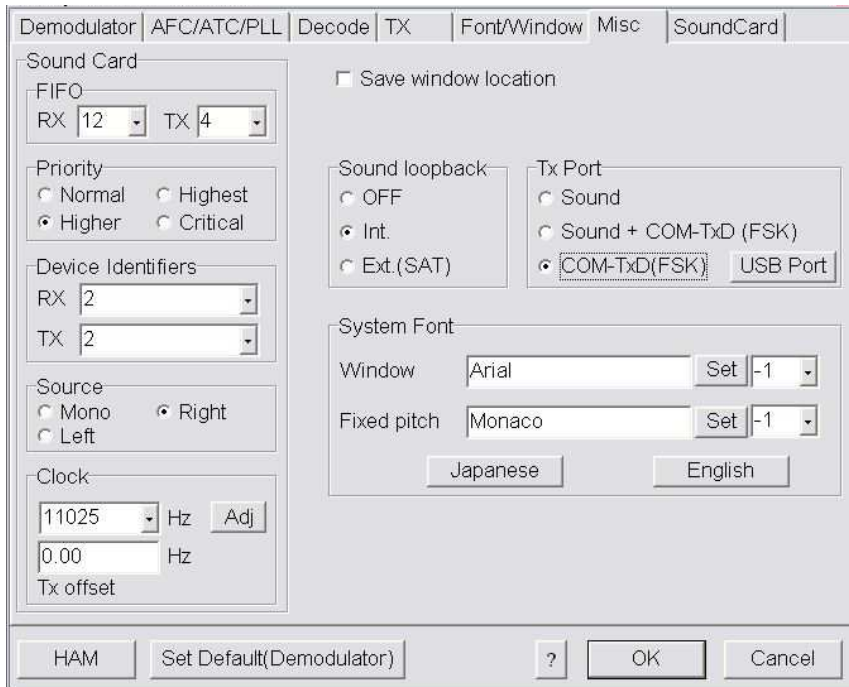 Demodulator AFC/ATC/PLL Decode TX Font/Window Misc SoundCard
Sound Card
FIFO
RX 12 TX 4
Priority
Normal Highest
Higher Critical
Device Identifiers
RX 2
TX 2
Source
Mono Right
Left
Clock
11025 Hz Adj
0.00 Hz
Tx offset
Save window location
Sound loopback
OFF
Int.
Ext.(SAT)
Tx Port
Sound
Sound + COM-TxD (FSK)
COM-TxD(FSK) USB Port
System Font
Window Arial Set -1
Fixed pitch Monaco Set -1
Japanese English
HAM Set Default(Demodulator) ? OK Cancel